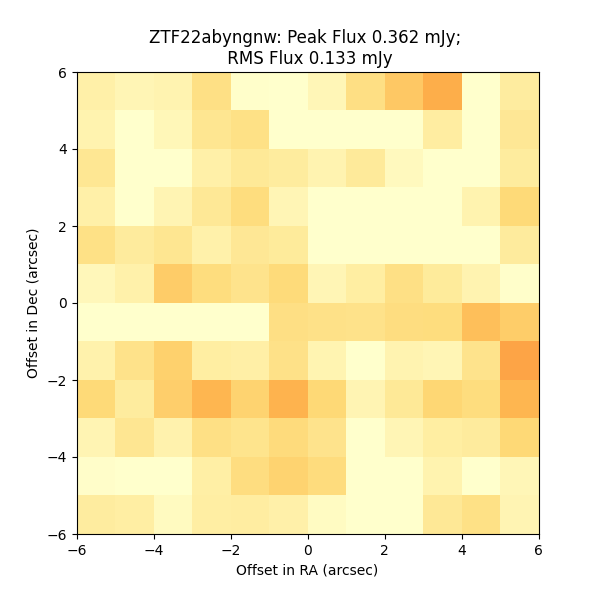 ZTF22abyngnw: Peak Flux 0.362 mJy;
RMS Flux 0.133 mJy
6
4
2
0
−2
−4
−6
Offset in Dec (arcsec)
−6 −4 −2 0 2 4 6
Offset in RA (arcsec)